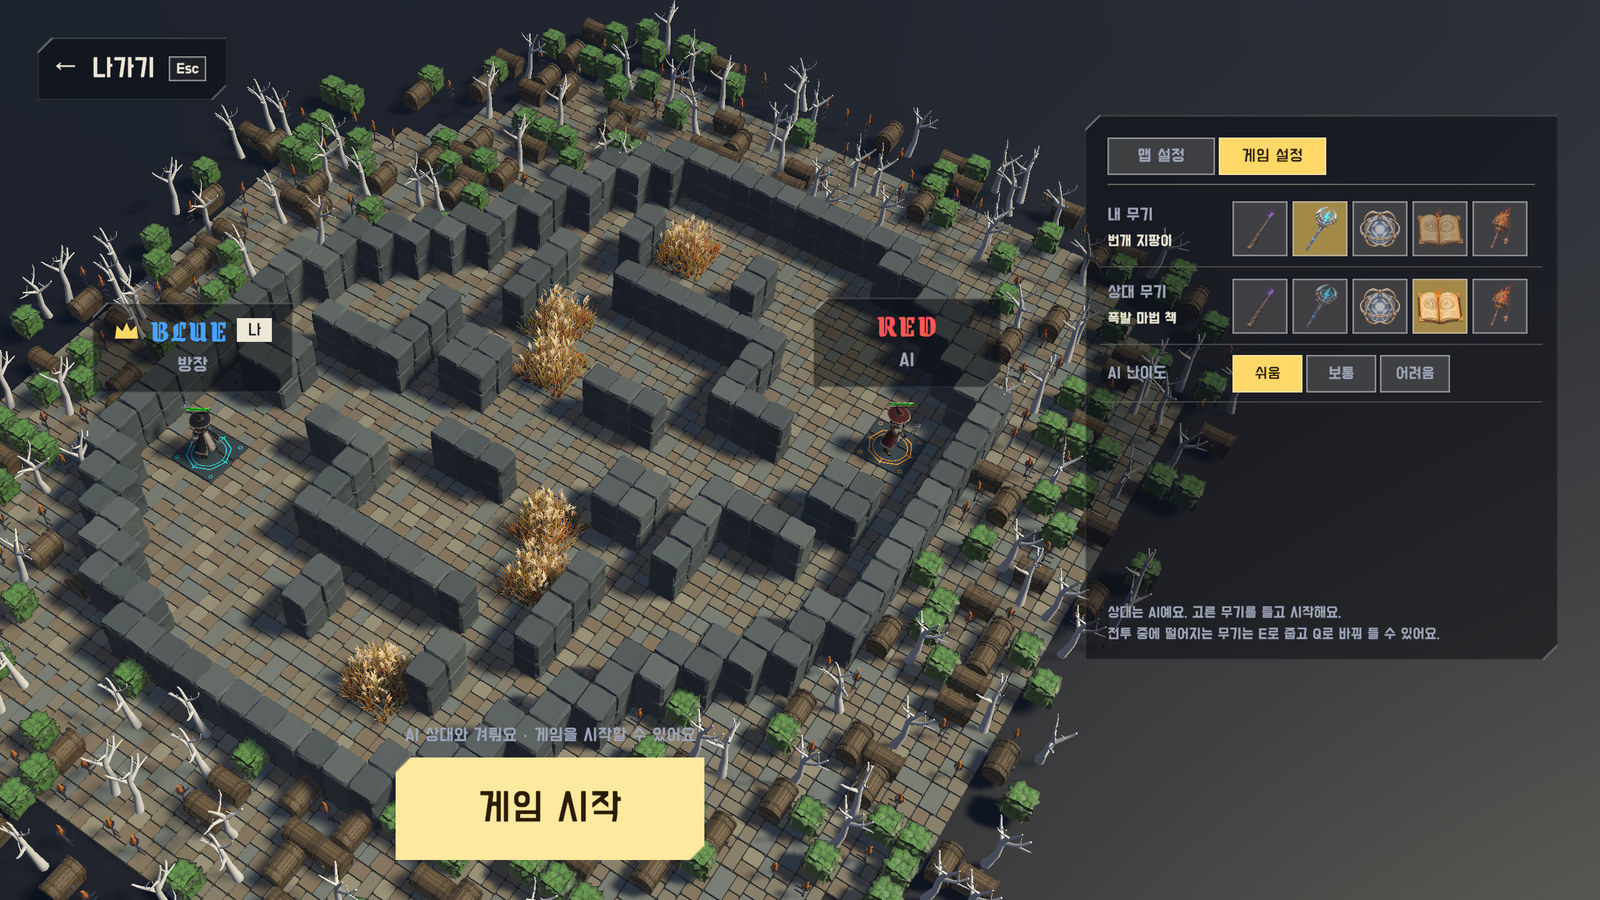 ← 나가기 Esc
맵 설정 게임 설정
내 무기
번개 지팡이
상대 무기
폭발 마법 책
AI 난이도 쉬움 보통 어려움
BLUE 나
방장
RED
AI
상대는 AI예요. 고른 무기를 들고 시작해요.
전투 중에 떨어지는 무기는 E로 줍고 Q로 바꿔 들 수 있어요.
AI 상대와 겨뤄요 · 게임을 시작할 수 있어요
게임 시작